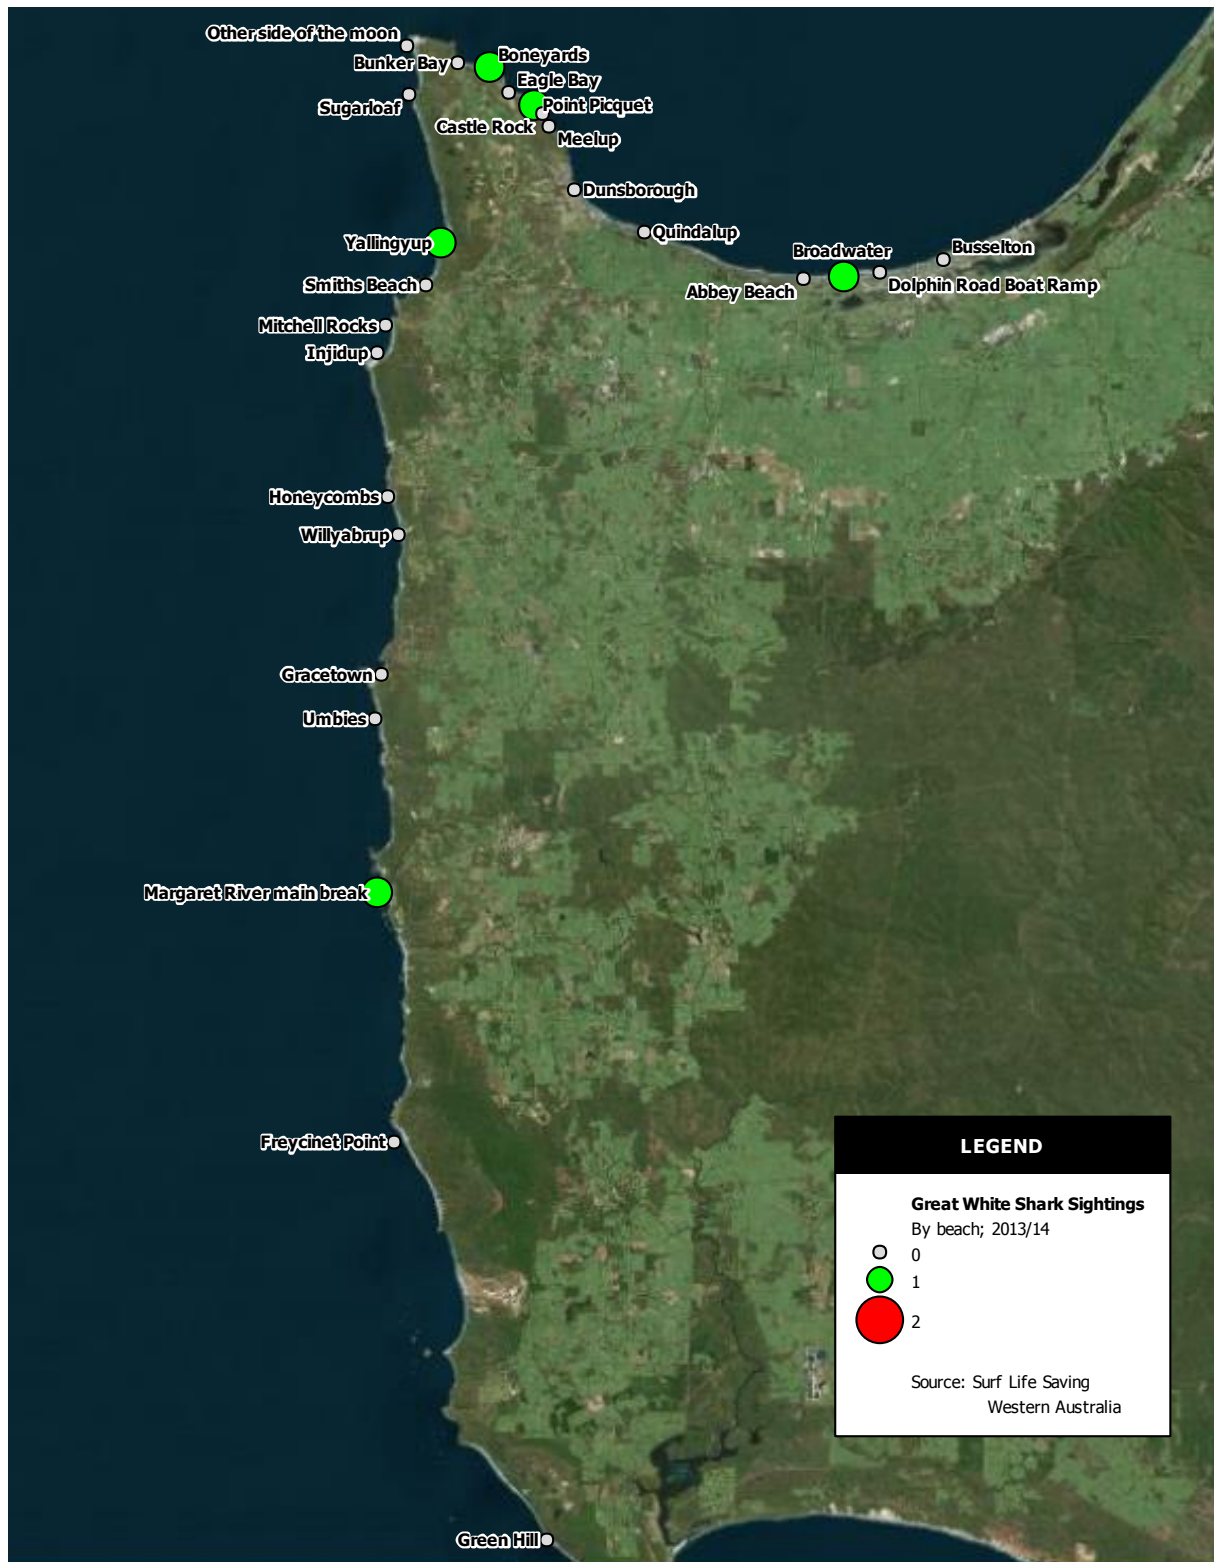 Other side of the moon
Boneyards
Bunker Bay
Eagle Bay
Sugarloaf
Point Picquet
Castle Rock
Meelup
Dunsborough
Quindalup
Yallingyup
Broadwater
Busselton
Smiths Beach
Abbey Beach
Dolphin Road Boat Ramp
Mitchell Rocks
Injidup
Honeycombs
Willyabrup
Gracetown
Umbies
Margaret River main break
Freycinet Point
Green Hill
LEGEND
Great White Shark Sightings
By beach; 2013/14
0
1
2
Source: Surf Life Saving
Western Australia